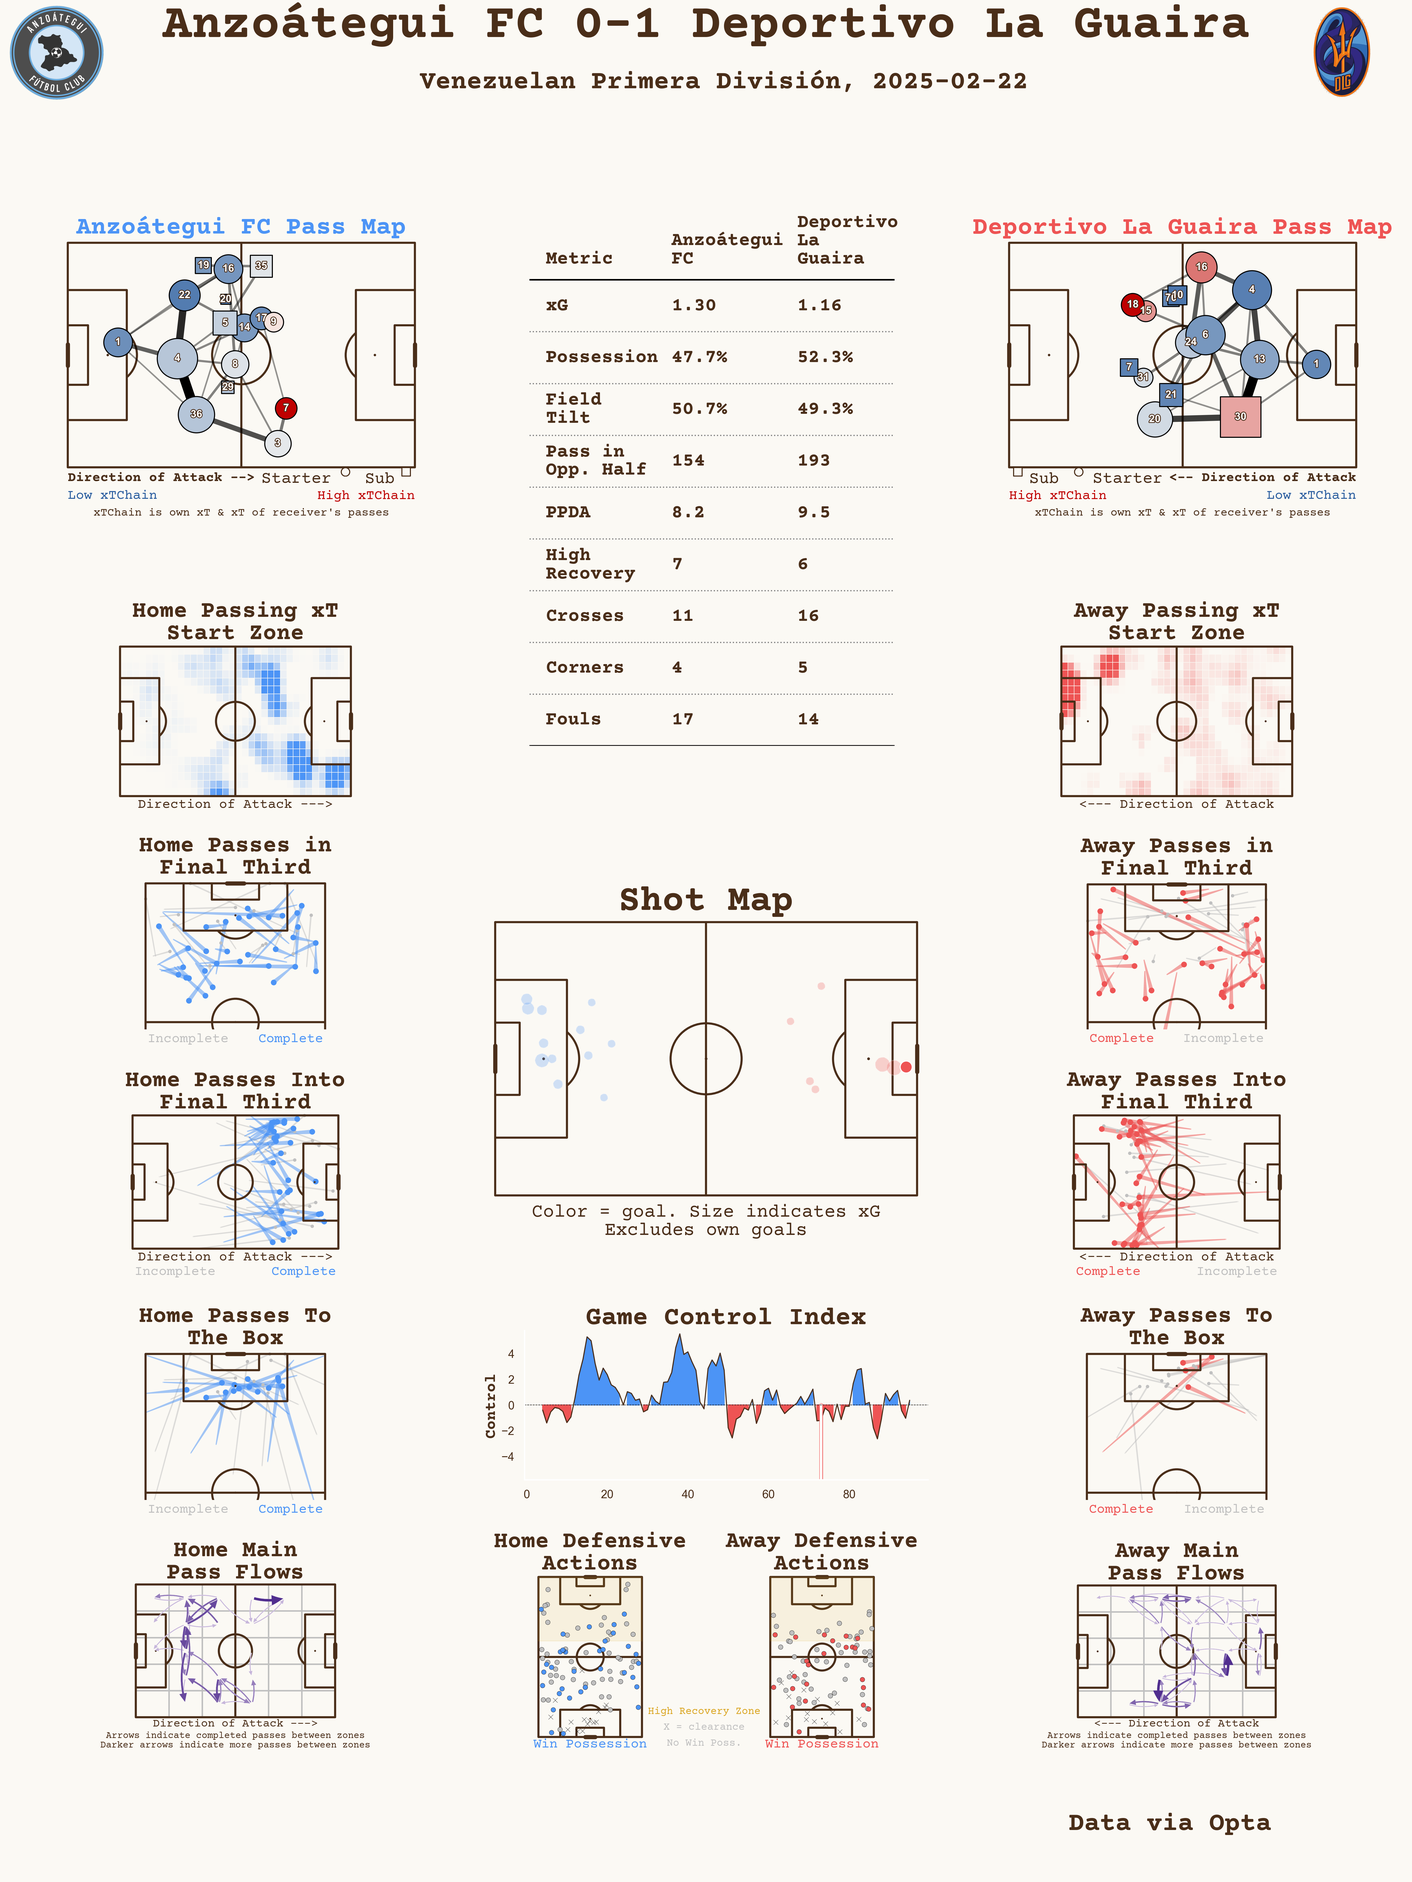 Anzoátegui FC 0-1 Deportivo La Guaira
Venezuelan Primera División, 2025-02-22
ANZOÁTEGUI
FÚTBOL CLUB
DLG
Anzoátegui FC Pass Map
19
16
35
22
20
5
14
17
9
1
4
8
29
36
7
3
Direction of Attack --> Starter Sub
Low xTChain High xTChain
xTChain is own xT & xT of receiver's passes
Metric Anzoátegui FC Deportivo La Guaira
xG 1.30 1.16
Possession 47.7% 52.3%
Field Tilt 50.7% 49.3%
Pass in Opp. Half 154 193
PPDA 8.2 9.5
High Recovery 7 6
Crosses 11 16
Corners 4 5
Fouls 17 14
Deportivo La Guaira Pass Map
16
4
10
18
15
6
24
13
1
7
31
21
20
30
Sub Starter <-- Direction of Attack
High xTChain Low xTChain
xTChain is own xT & xT of receiver's passes
Home Passing xT
Start Zone
Direction of Attack --->
Away Passing xT
Start Zone
<--- Direction of Attack
Home Passes in
Final Third
Incomplete Complete
Away Passes in
Final Third
Complete Incomplete
Shot Map
Color = goal. Size indicates xG
Excludes own goals
Home Passes Into
Final Third
Direction of Attack --->
Incomplete Complete
Away Passes Into
Final Third
<--- Direction of Attack
Complete Incomplete
Home Passes To
The Box
Incomplete Complete
Game Control Index
Control
4
2
0
−2
−4
0 20 40 60 80
Away Passes To
The Box
Complete Incomplete
Home Main
Pass Flows
Direction of Attack --->
Arrows indicate completed passes between zones
Darker arrows indicate more passes between zones
Home Defensive
Actions
Win Possession
Away Defensive
Actions
Win Possession
High Recovery Zone
X = clearance
No Win Poss.
Away Main
Pass Flows
<--- Direction of Attack
Arrows indicate completed passes between zones
Darker arrows indicate more passes between zones
Data via Opta